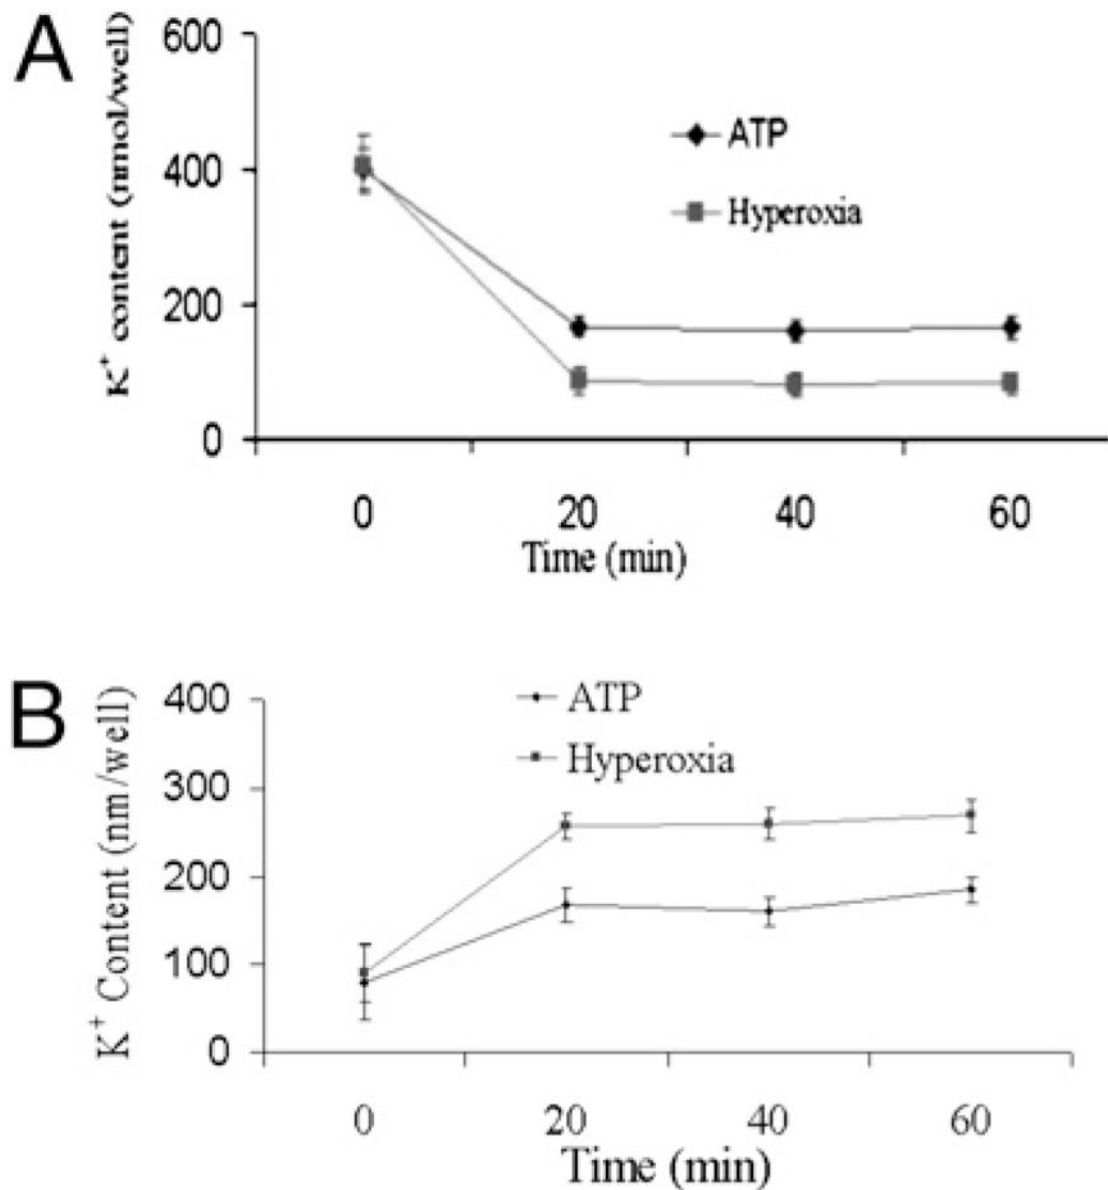 A
K⁺ content (nmol/well)
600
400
200
0
ATP
Hyperoxia
0 20 40 60
Time (min)
B
K⁺ Content (nm/well)
400
300
200
100
0
ATP
Hyperoxia
0 20 40 60
Time (min)